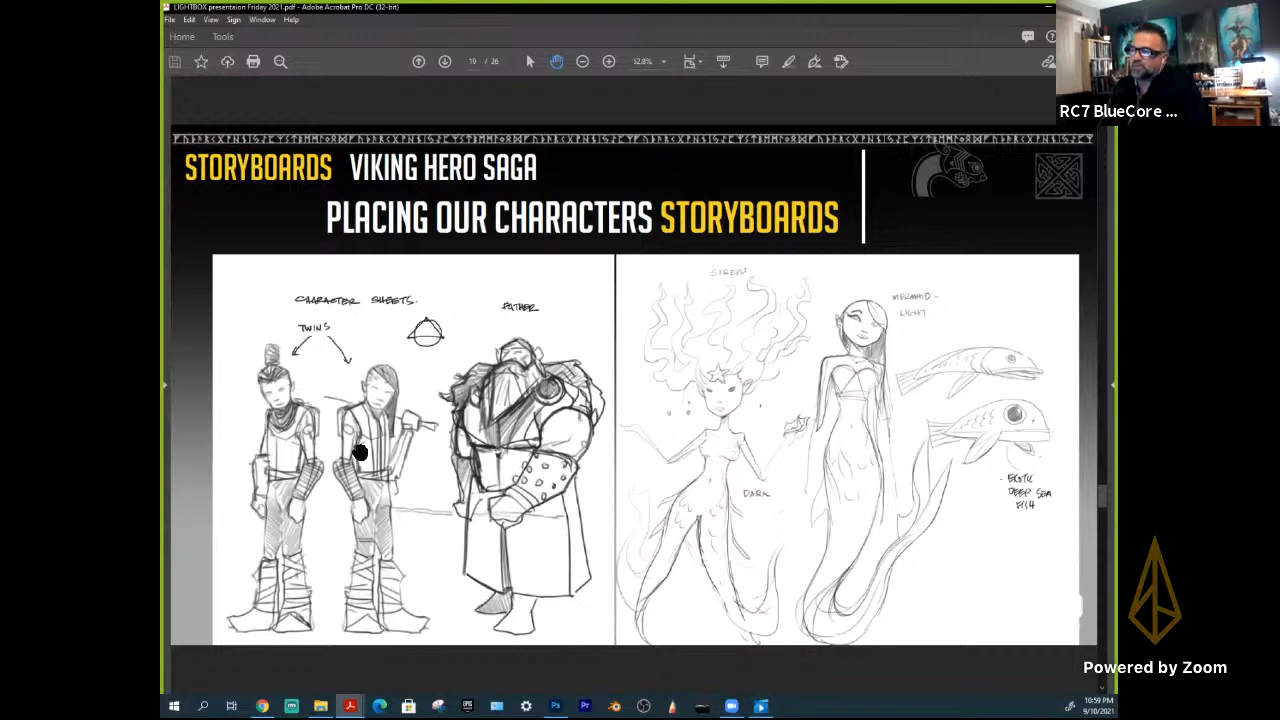 LIGHTBOX presentaion Friday 2021.pdf - Adobe Acrobat Pro DC (32-bit)
File Edit View Sign Window Help
Home Tools
19 / 26 52.8%
RC7 BlueCore ...
STORYBOARDS VIKING HERO SAGA
PLACING OUR CHARACTERS STORYBOARDS
CHARACTER SHEETS.
TWINS
FATHER
SIREN
DARK
MERMAID -
LIGHT
EXOTIC
DEEP SEA
FISH
Powered by Zoom
10:59 PM
9/10/2021